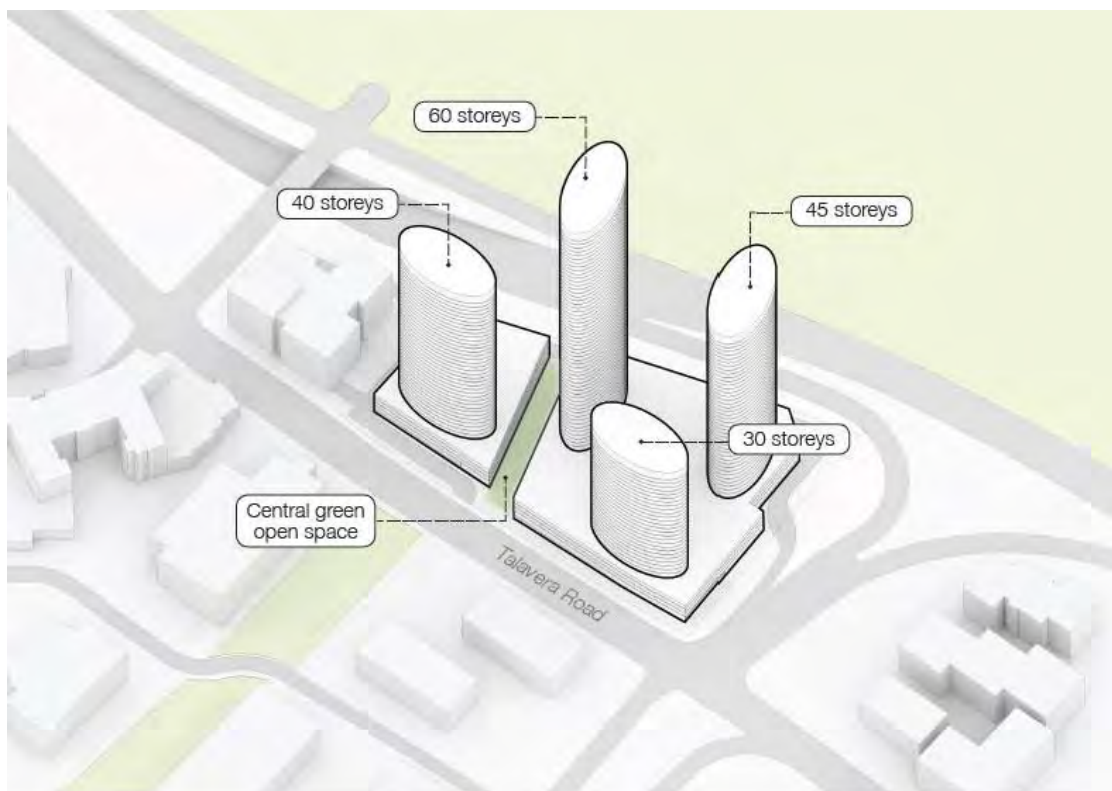 60 storeys
40 storeys
45 storeys
30 storeys
Central green
open space
Talavera Road